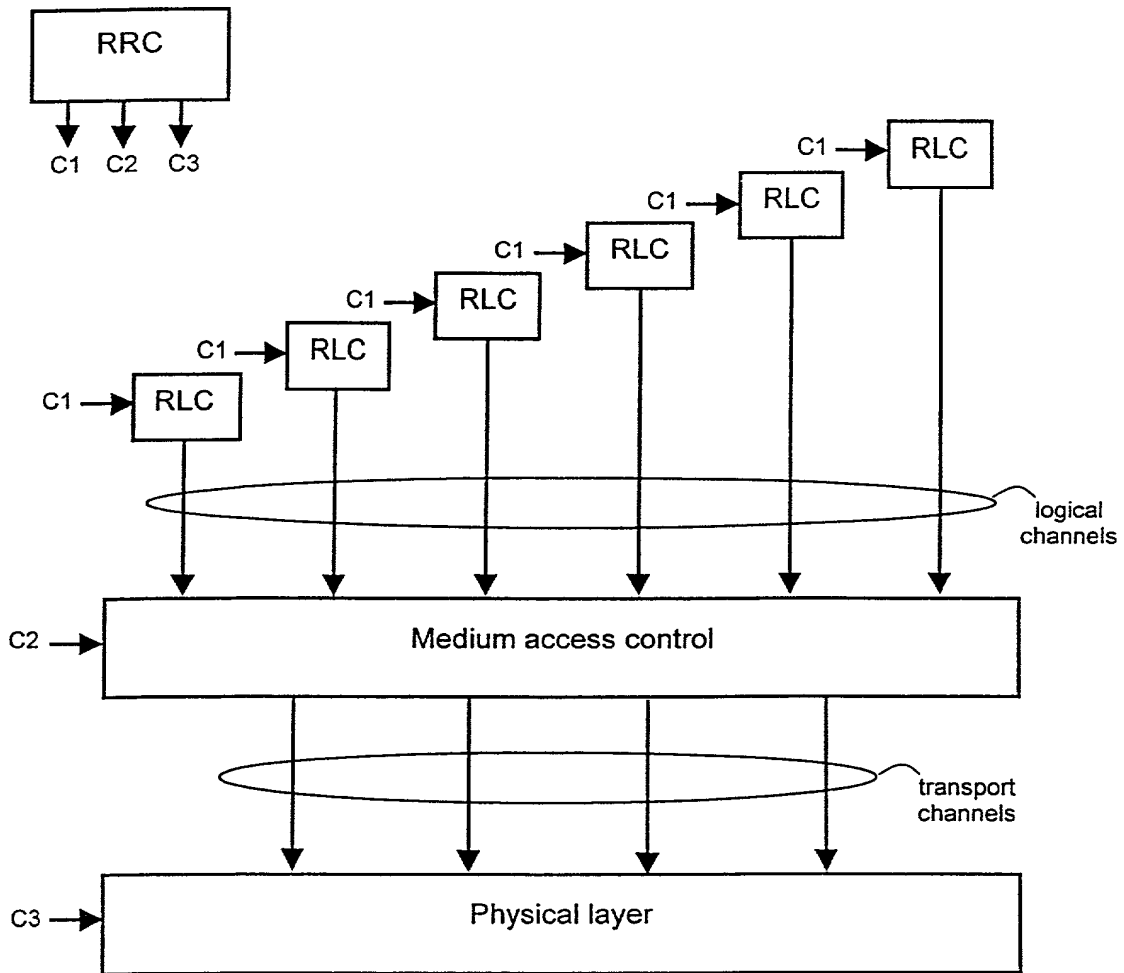 RRC
C1 C2 C3
C1 RLC
C1 RLC
C1 RLC
C1 RLC
C1 RLC
C1 RLC
logical
channels
C2 Medium access control
transport
channels
C3 Physical layer